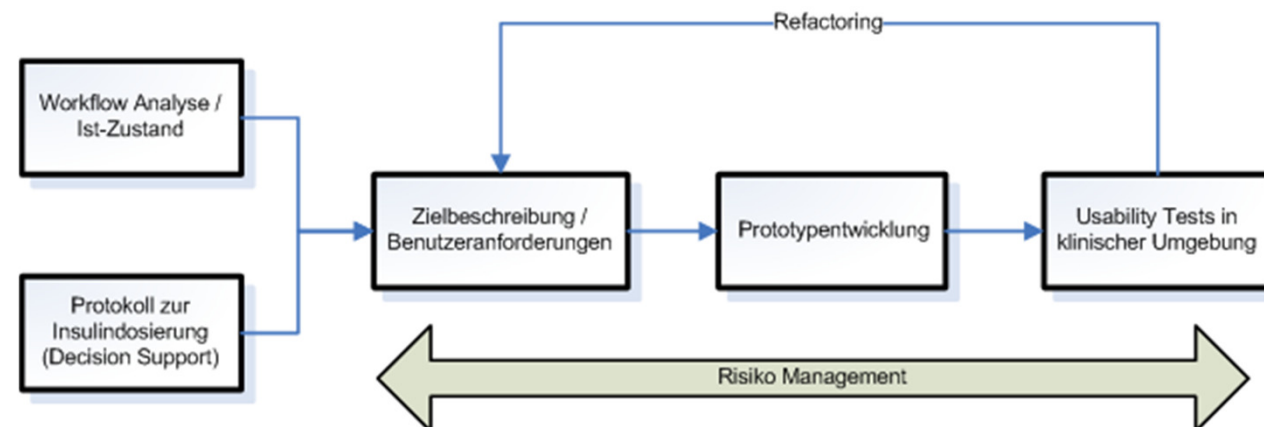 Refactoring
Workflow Analyse /
Ist-Zustand
Zielbeschreibung /
Benutzeranforderungen
Prototypentwicklung
Usability Tests in
klinischer Umgebung
Protokoll zur
Insulindosierung
(Decision Support)
Risiko Management